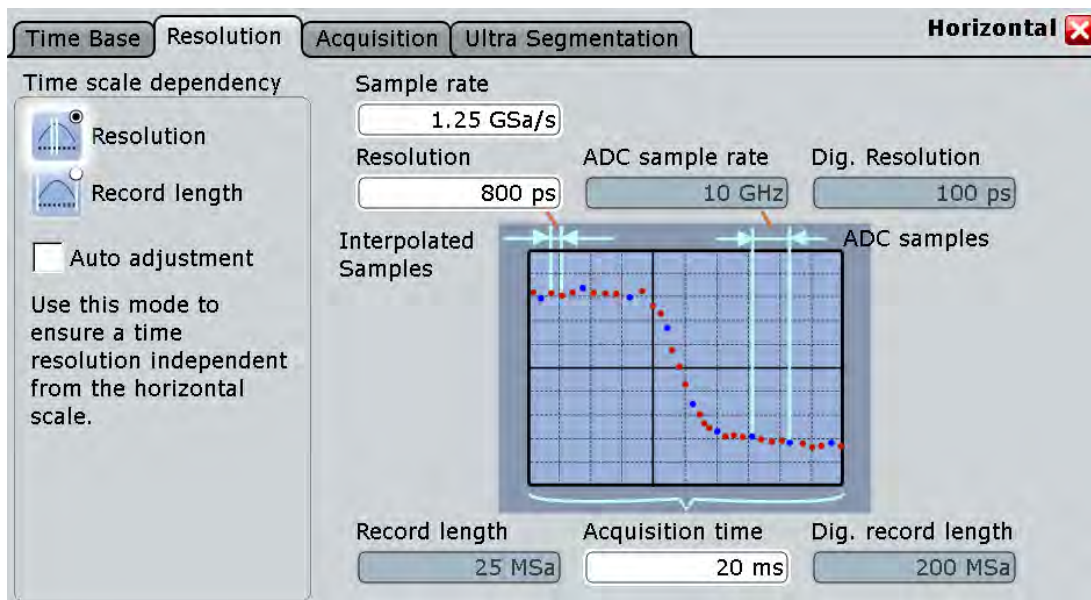 Time Base
Resolution
Acquisition
Ultra Segmentation
Horizontal
Time scale dependency
Resolution
Record length
Auto adjustment
Use this mode to
ensure a time
resolution independent
from the horizontal
scale.
Sample rate
1.25 GSa/s
Resolution
ADC sample rate
Dig. Resolution
800 ps
10 GHz
100 ps
Interpolated
Samples
ADC samples
Record length
Acquisition time
Dig. record length
25 MSa
20 ms
200 MSa